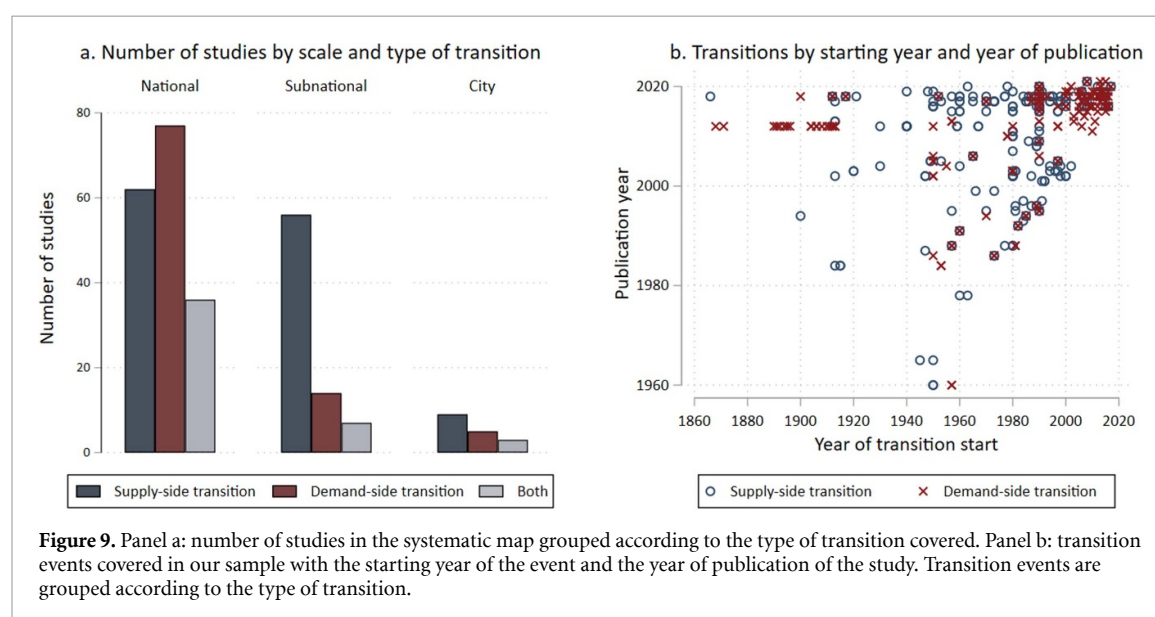 a. Number of studies by scale and type of transition
National Subnational City
80
60
40
20
0
Number of studies
Supply-side transition Demand-side transition Both
b. Transitions by starting year and year of publication
2020
2000
1980
1960
Publication year
1860 1880 1900 1920 1940 1960 1980 2000 2020
Year of transition start
Supply-side transition Demand-side transition
Figure 9. Panel a: number of studies in the systematic map grouped according to the type of transition covered. Panel b: transition
events covered in our sample with the starting year of the event and the year of publication of the study. Transition events are
grouped according to the type of transition.